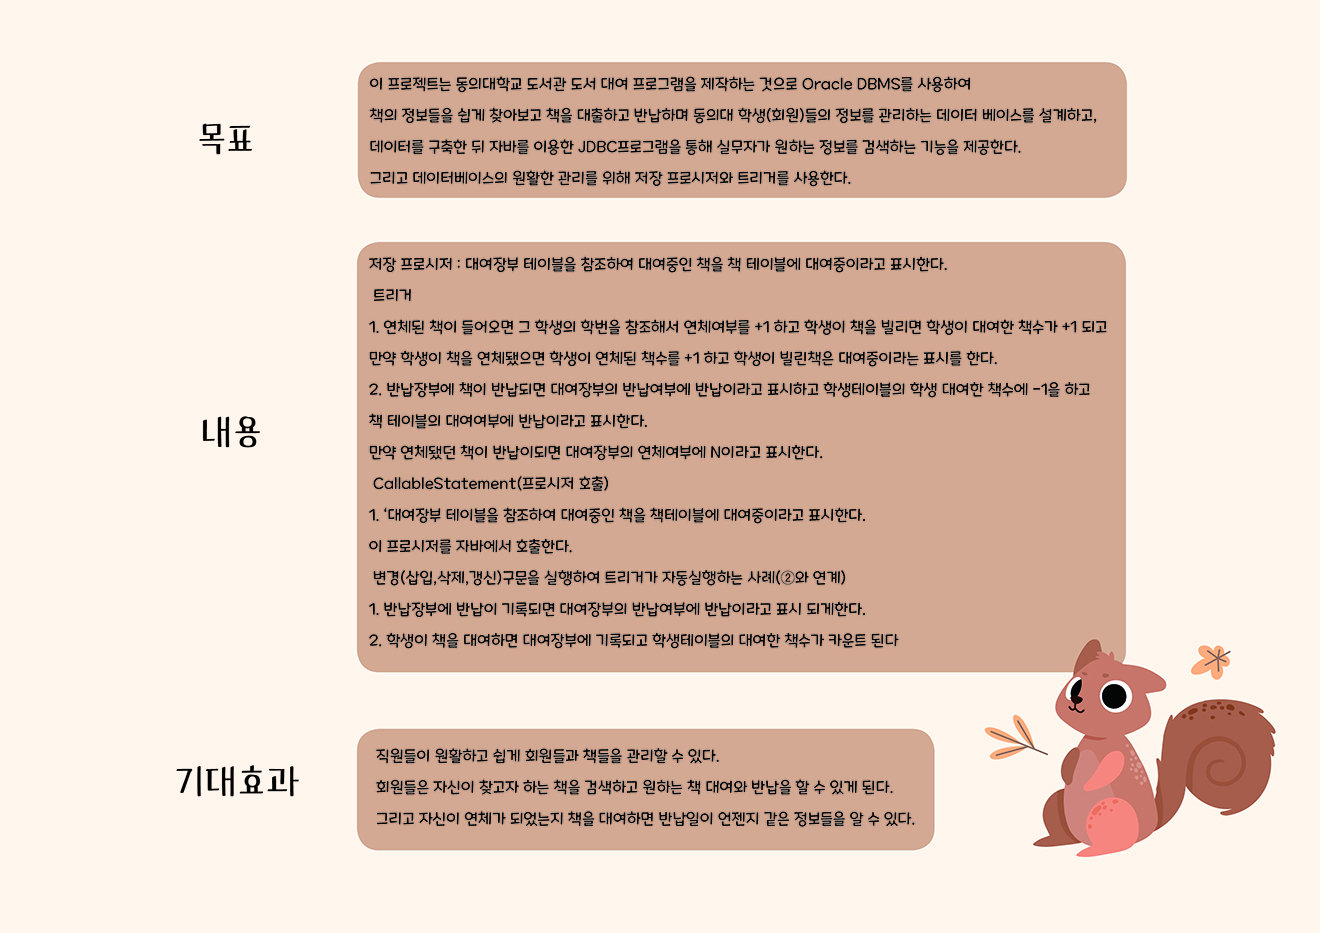 목표
이 프로젝트는 동의대학교 도서관 도서 대여 프로그램을 제작하는 것으로 Oracle DBMS를 사용하여
책의 정보들을 쉽게 찾아보고 책을 대출하고 반납하며 동의대 학생(회원)들의 정보를 관리하는 데이터 베이스를 설계하고,
데이터를 구축한 뒤 자바를 이용한 JDBC프로그램을 통해 실무자가 원하는 정보를 검색하는 기능을 제공한다.
그리고 데이터베이스의 원활한 관리를 위해 저장 프로시저와 트리거를 사용한다.
내용
저장 프로시저 : 대여장부 테이블을 참조하여 대여중인 책을 책 테이블에 대여중이라고 표시한다.
트리거
1. 연체된 책이 들어오면 그 학생의 학번을 참조해서 연체여부를 +1 하고 학생이 책을 빌리면 학생이 대여한 책수가 +1 되고
만약 학생이 책을 연체됐으면 학생이 연체된 책수를 +1 하고 학생이 빌린책은 대여중이라는 표시를 한다.
2. 반납장부에 책이 반납되면 대여장부의 반납여부에 반납이라고 표시하고 학생테이블의 학생 대여한 책수에 -1을 하고
책 테이블의 대여여부에 반납이라고 표시한다.
만약 연체됐던 책이 반납이되면 대여장부의 연체여부에 N이라고 표시한다.
CallableStatement(프로시저 호출)
1. ‘대여장부 테이블을 참조하여 대여중인 책을 책테이블에 대여중이라고 표시한다.
이 프로시저를 자바에서 호출한다.
변경(삽입,삭제,갱신)구문을 실행하여 트리거가 자동실행하는 사례(②와 연계)
1. 반납장부에 반납이 기록되면 대여장부의 반납여부에 반납이라고 표시 되게한다.
2. 학생이 책을 대여하면 대여장부에 기록되고 학생테이블의 대여한 책수가 카운트 된다
기대효과
직원들이 원활하고 쉽게 회원들과 책들을 관리할 수 있다.
회원들은 자신이 찾고자 하는 책을 검색하고 원하는 책 대여와 반납을 할 수 있게 된다.
그리고 자신이 연체가 되었는지 책을 대여하면 반납일이 언젠지 같은 정보들을 알 수 있다.